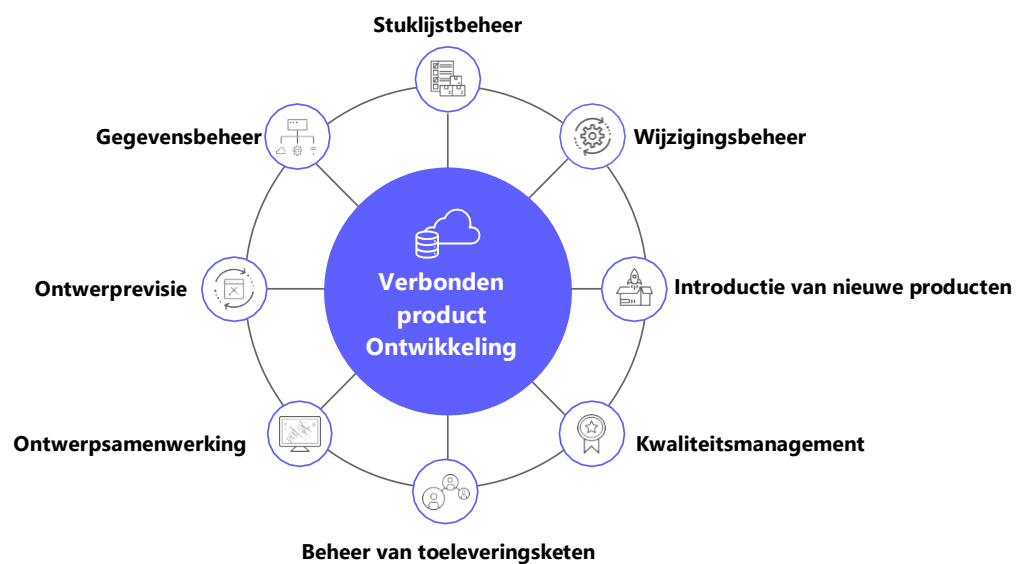 Stuklijstbeheer
Gegevensbeheer
Wijzigingsbeheer
Ontwerprevisie
Verbonden
product
Ontwikkeling
Introductie van nieuwe producten
Ontwerpsamenwerking
Kwaliteitsmanagement
Beheer van toeleveringsketen